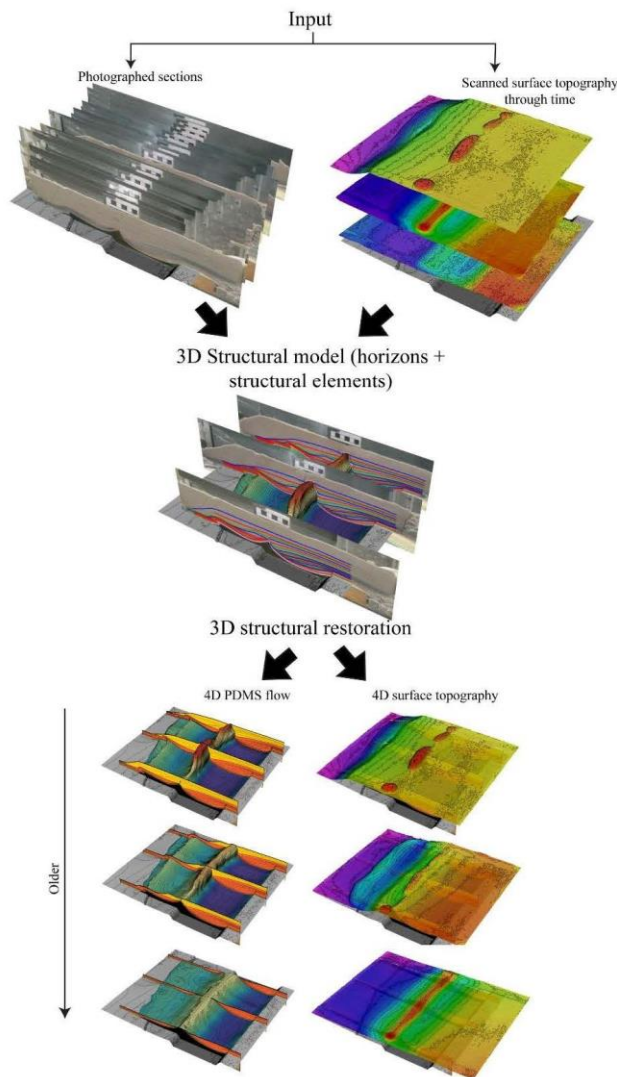 Input
Photographed sections
Scanned surface topography
through time
3D Structural model (horizons +
structural elements)
3D structural restoration
4D PDMS flow
4D surface topography
Older